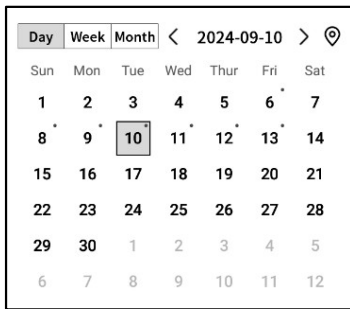 Day Week Month < 2024-09-10 >
Sun Mon Tue Wed Thur Fri Sat
1 2 3 4 5 6 7
8 9 10 11 12 13 14
15 16 17 18 19 20 21
22 23 24 25 26 27 28
29 30 1 2 3 4 5
6 7 8 9 10 11 12